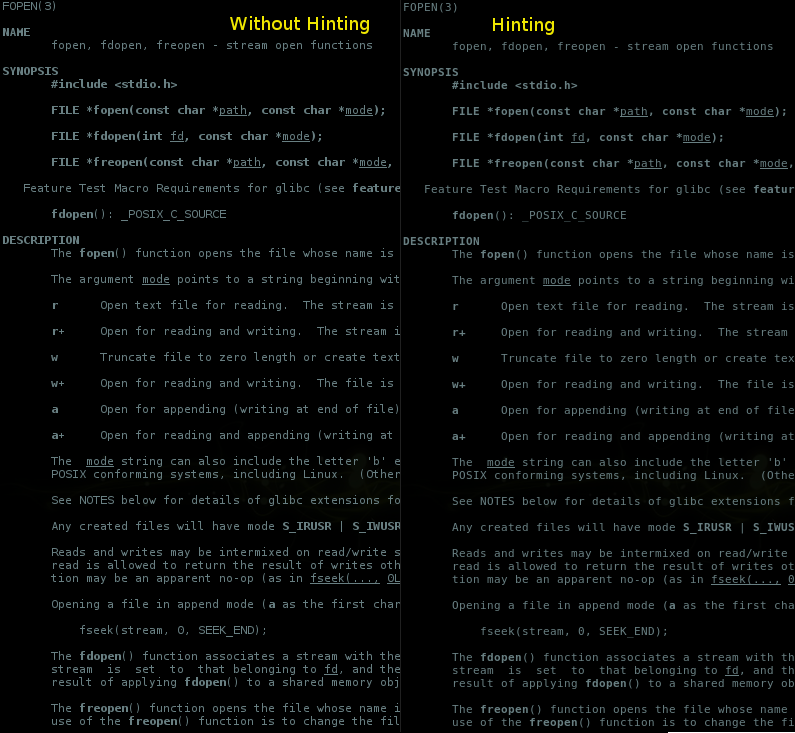 FOPEN(3)
Without Hinting
NAME
fopen, fdopen, freopen - stream open functions
SYNOPSIS
#include <stdio.h>
FILE *fopen(const char *path, const char *mode);
FILE *fdopen(int fd, const char *mode);
FILE *freopen(const char *path, const char *mode,
Feature Test Macro Requirements for glibc (see feature
fdopen(): _POSIX_C_SOURCE
DESCRIPTION
The fopen() function opens the file whose name is
The argument mode points to a string beginning wit
r Open text file for reading. The stream is
r+ Open for reading and writing. The stream i
w Truncate file to zero length or create text
w+ Open for reading and writing. The file is
a Open for appending (writing at end of file)
a+ Open for reading and appending (writing at
The mode string can also include the letter 'b' e
POSIX conforming systems, including Linux. (Other
See NOTES below for details of glibc extensions fo
Any created files will have mode S_IRUSR | S_IWUSR
Reads and writes may be intermixed on read/write s
read is allowed to return the result of writes oth
tion may be an apparent no-op (as in fseek(..., OL
Opening a file in append mode (a as the first char
fseek(stream, 0, SEEK_END);
The fdopen() function associates a stream with the
stream is set to that belonging to fd, and the
result of applying fdopen() to a shared memory obj
The freopen() function opens the file whose name i
use of the freopen() function is to change the fil
FOPEN(3)
Hinting
NAME
fopen, fdopen, freopen - stream open functions
SYNOPSIS
#include <stdio.h>
FILE *fopen(const char *path, const char *mode);
FILE *fdopen(int fd, const char *mode);
FILE *freopen(const char *path, const char *mode,
Feature Test Macro Requirements for glibc (see featur
fdopen(): _POSIX_C_SOURCE
DESCRIPTION
The fopen() function opens the file whose name is
The argument mode points to a string beginning wi
r Open text file for reading. The stream is
r+ Open for reading and writing. The stream
w Truncate file to zero length or create tex
w+ Open for reading and writing. The file is
a Open for appending (writing at end of file
a+ Open for reading and appending (writing at
The mode string can also include the letter 'b'
POSIX conforming systems, including Linux. (Othe
See NOTES below for details of glibc extensions f
Any created files will have mode S_IRUSR | S_IWUS
Reads and writes may be intermixed on read/write
read is allowed to return the result of writes ot
tion may be an apparent no-op (as in fseek(..., 0
Opening a file in append mode (a as the first cha
fseek(stream, 0, SEEK_END);
The fdopen() function associates a stream with th
stream is set to that belonging to fd, and th
result of applying fdopen() to a shared memory ob
The freopen() function opens the file whose name
use of the freopen() function is to change the fi